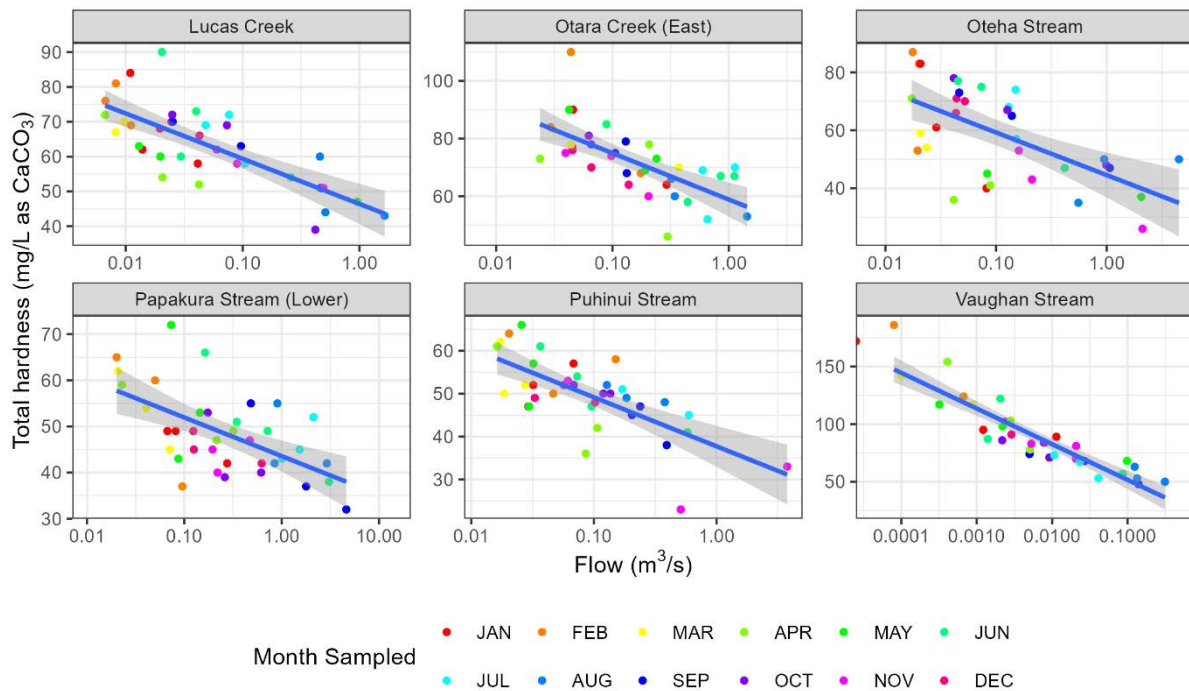 Lucas Creek
Otara Creek (East)
Oteha Stream
90
80
70
60
50
40
100
80
60
80
60
40
0.01
0.10
1.00
0.01
0.10
1.00
0.01
0.10
1.00
Papakura Stream (Lower)
Puhinui Stream
Vaughan Stream
70
60
50
40
30
60
50
40
30
150
100
50
0.01
0.10
1.00
10.00
0.01
0.10
1.00
0.0001
0.0010
0.0100
0.1000
Total hardness (mg/L as CaCO₃)
Flow (m³/s)
Month Sampled
JAN
FEB
MAR
APR
MAY
JUN
JUL
AUG
SEP
OCT
NOV
DEC